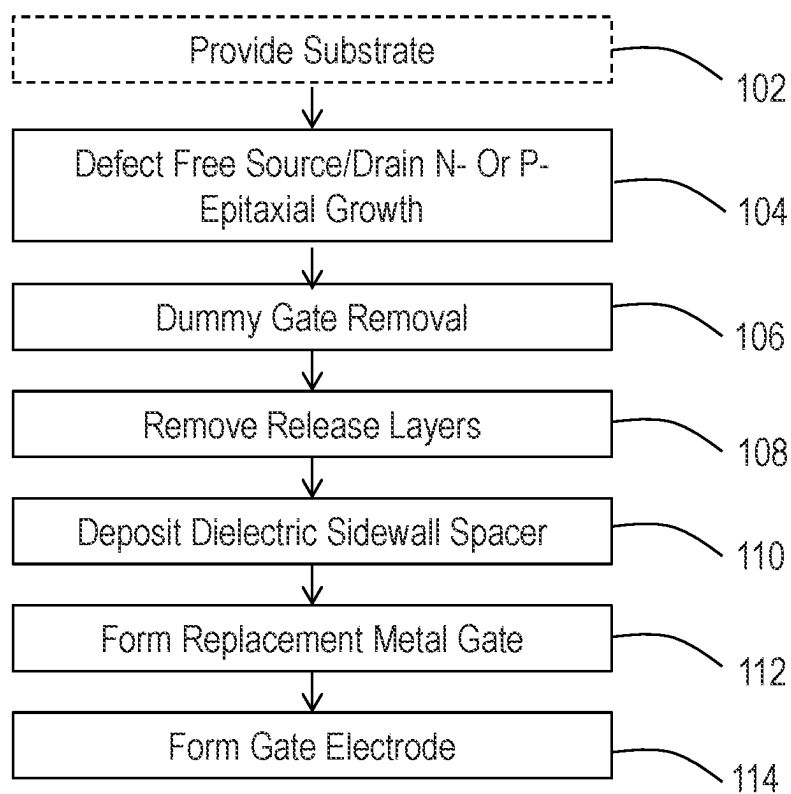 Provide Substrate
102
Defect Free Source/Drain N- Or P-
Epitaxial Growth
104
Dummy Gate Removal
106
Remove Release Layers
108
Deposit Dielectric Sidewall Spacer
110
Form Replacement Metal Gate
112
Form Gate Electrode
114